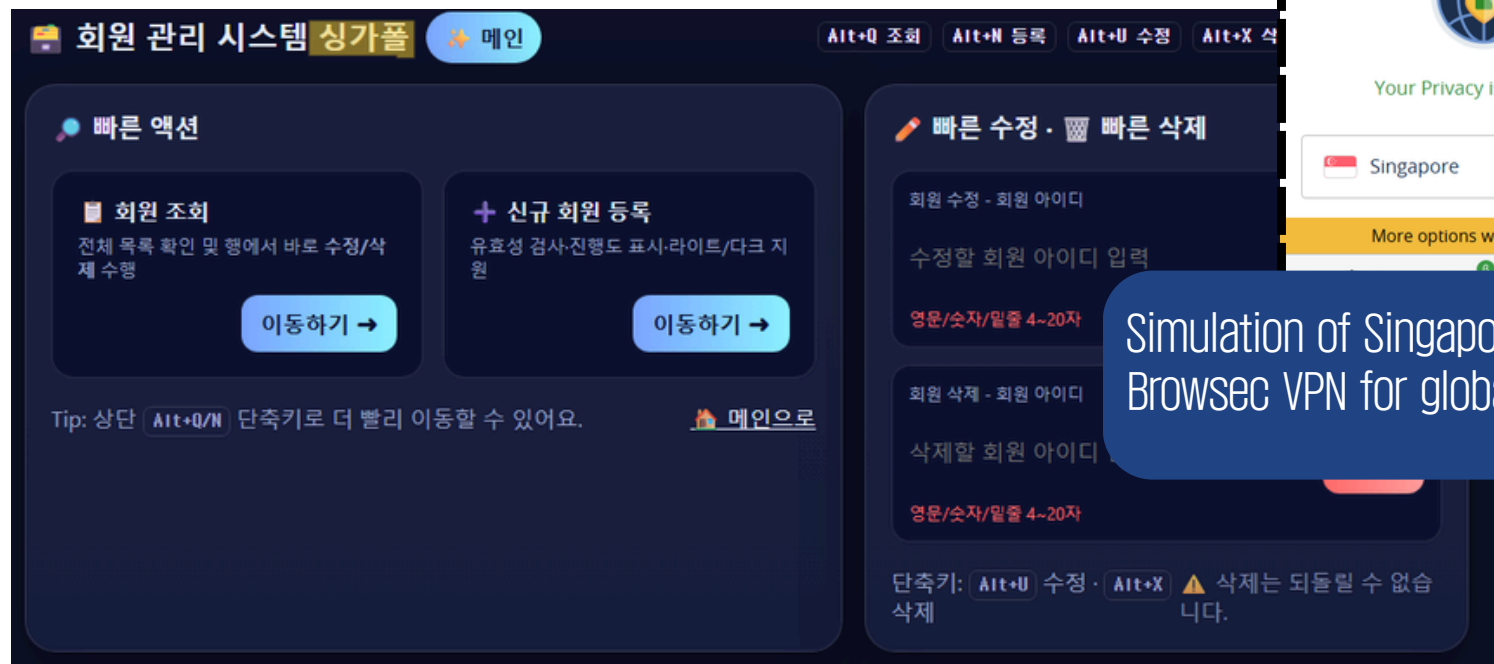 회원 관리 시스템 싱가폴 메인
Alt+Q 조회 Alt+N 등록 Alt+U 수정 Alt+X
빠른 액션
회원 조회
전체 목록 확인 및 행에서 바로 수정/삭
제 수행
이동하기 →
신규 회원 등록
유효성 검사·진행도 표시·라이트/다크 지
원
이동하기 →
Tip: 상단 Alt+Q/N 단축키로 더 빨리 이동할 수 있어요.
메인으로
빠른 수정 · 빠른 삭제
회원 수정 - 회원 아이디
수정할 회원 아이디 입력
영문/숫자/밑줄 4~20자
회원 삭제 - 회원 아이디
삭제할 회원 아이디
영문/숫자/밑줄 4~20자
단축키: Alt+U 수정 · Alt+X
삭제
삭제는 되돌릴 수 없습
니다.
Your Privacy
Singapore
More options
Simulation of
Browsec VPN for